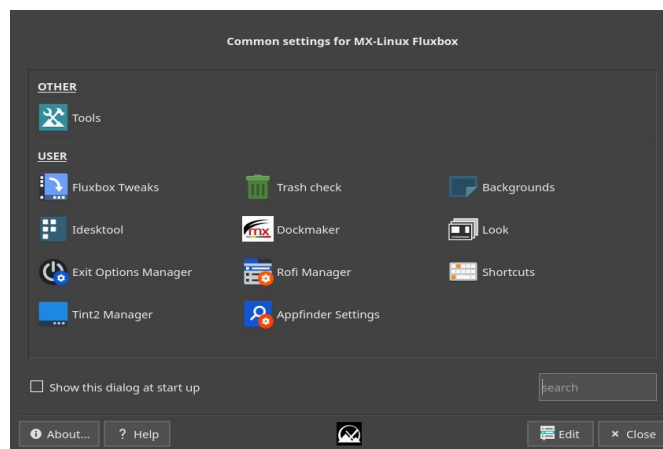 Common settings for MX-Linux Fluxbox
OTHER
Tools
USER
Fluxbox Tweaks
Trash check
Backgrounds
Idesktool
mx
Dockmaker
Look
Exit Options Manager
Rofi Manager
Shortcuts
Tint2 Manager
Appfinder Settings
Show this dialog at start up
search
About...
? Help
Edit
× Close